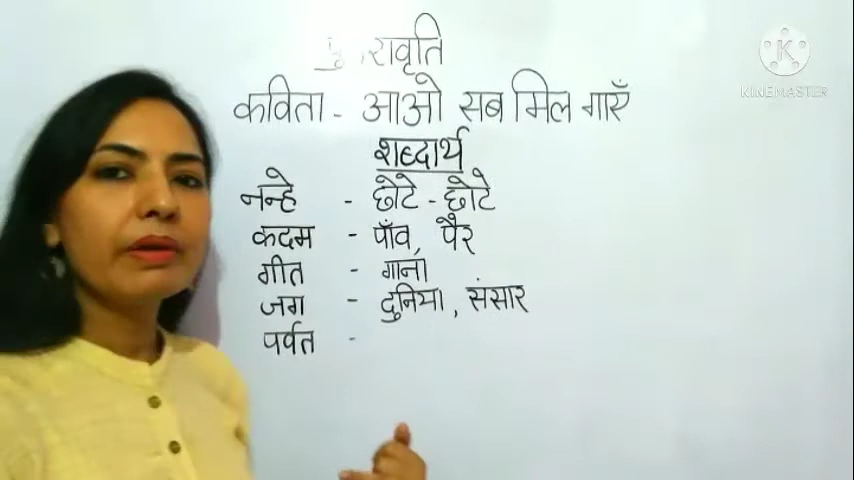 कविता - आओ सब मिल गाएँ
शब्दार्थ
नन्हे - छोटे - छोटे
कदम - पाँव, पैर
गीत - गाना
जग - दुनिया, संसार
पर्वत -
KINEMASTER